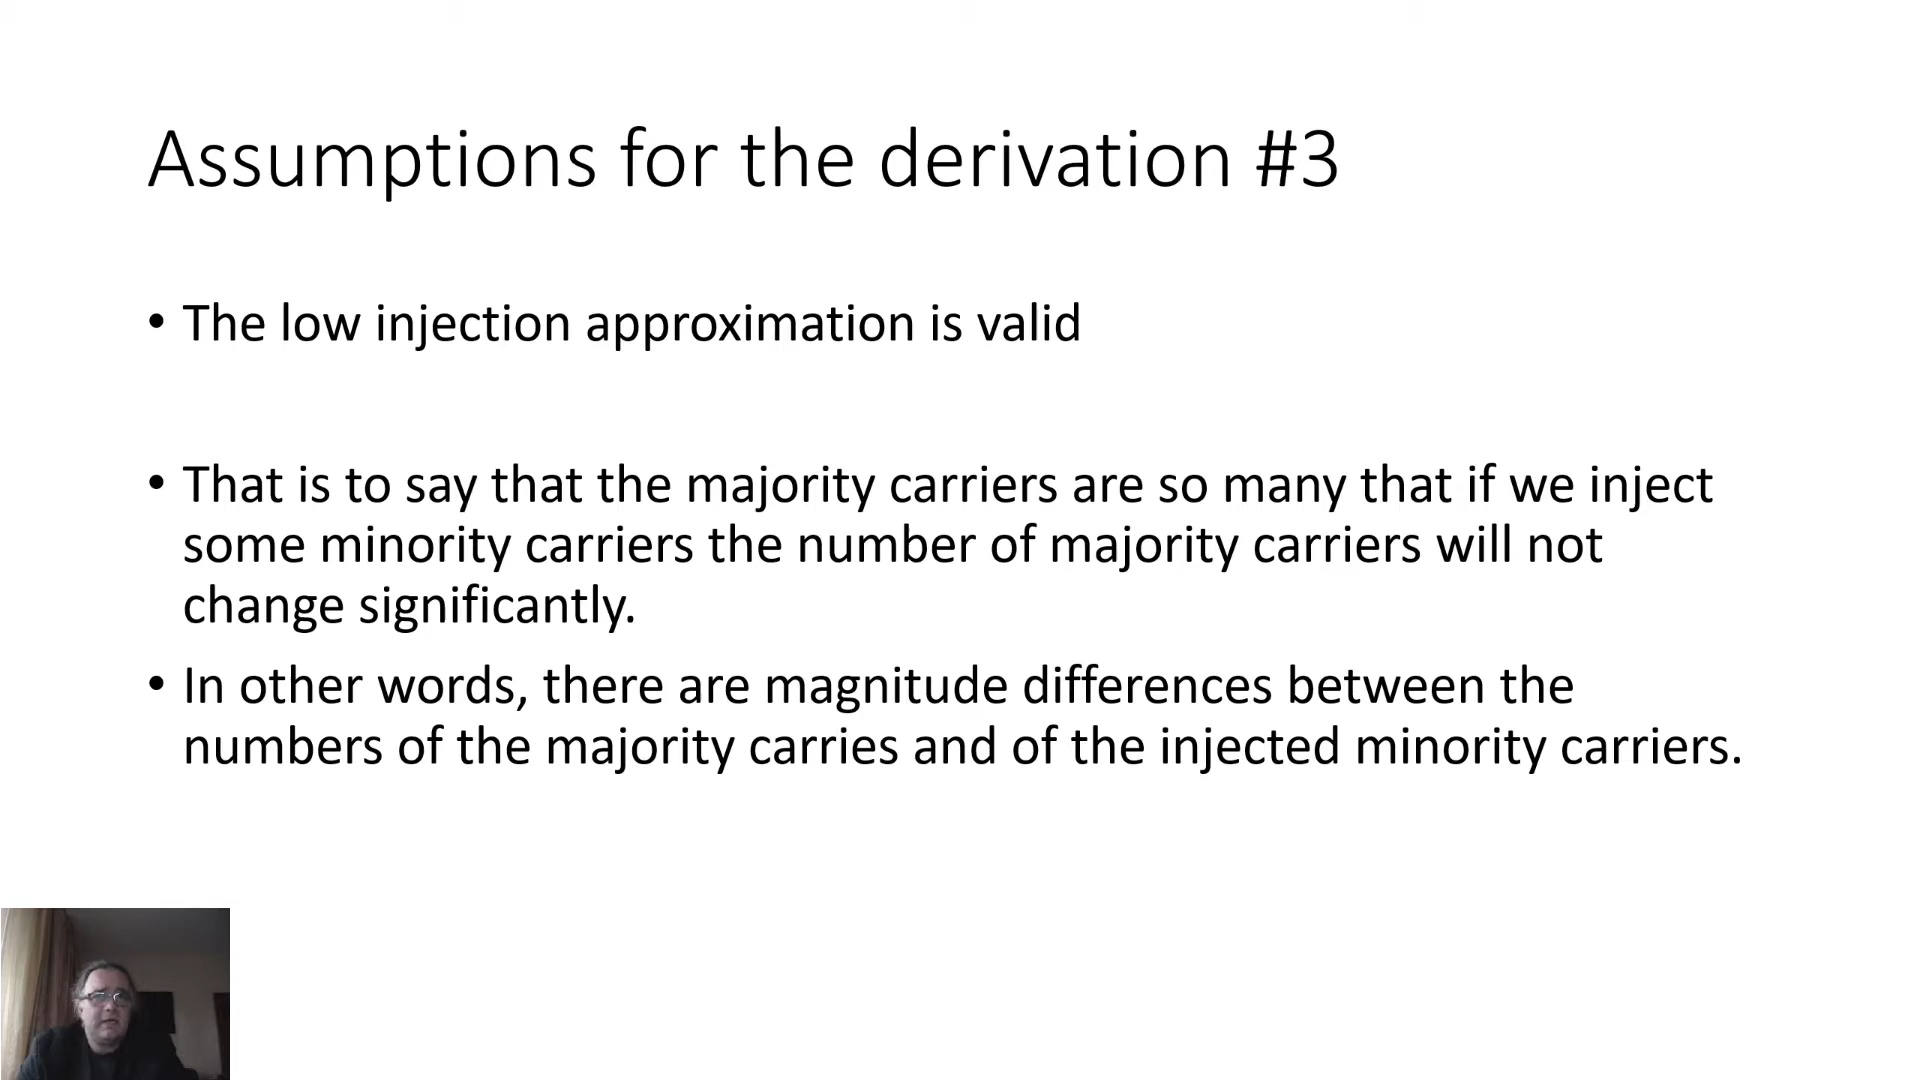 Assumptions for the derivation #3
• The low injection approximation is valid
• That is to say that the majority carriers are so many that if we inject
some minority carriers the number of majority carriers will not
change significantly.
• In other words, there are magnitude differences between the
numbers of the majority carries and of the injected minority carriers.